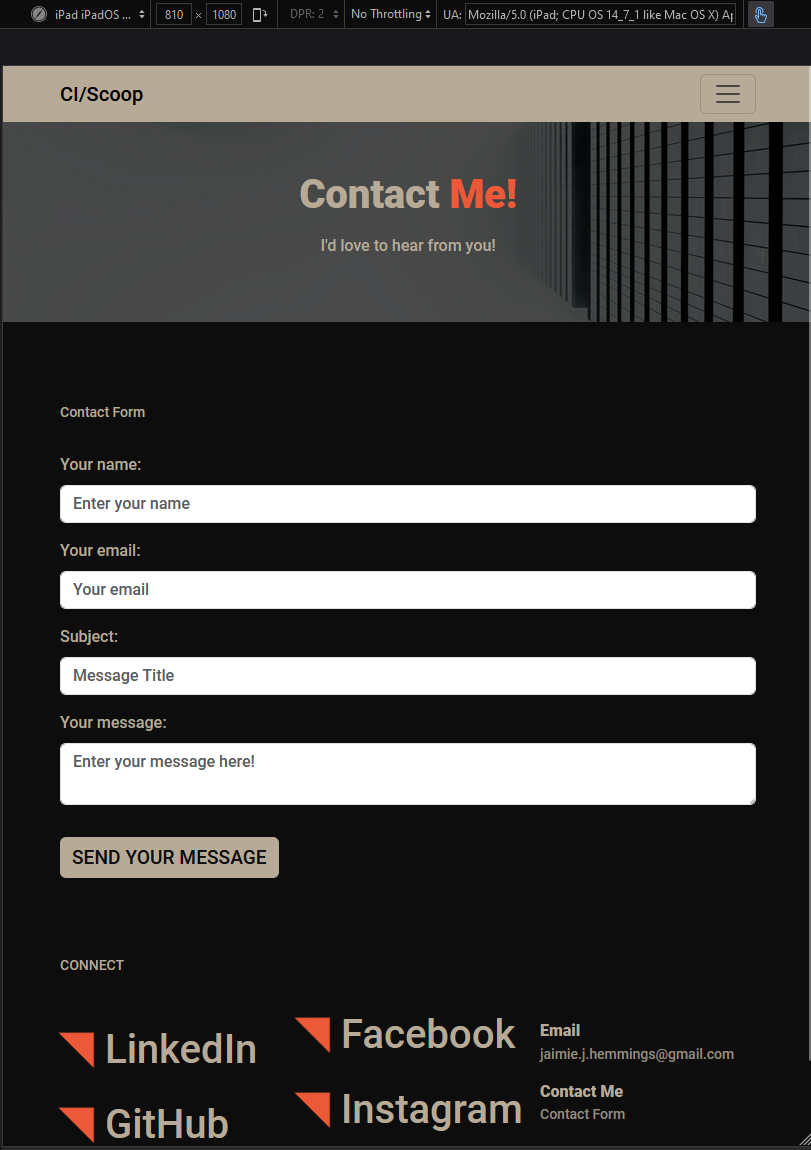 iPad iPadOS ... 810 × 1080 DPR: 2 No Throttling UA: Mozilla/5.0 (iPad; CPU OS 14_7_1 like Mac OS X)
CI/Scoop
Contact Me!
I'd love to hear from you!
Contact Form
Your name:
Enter your name
Your email:
Your email
Subject:
Message Title
Your message:
Enter your message here!
SEND YOUR MESSAGE
CONNECT
LinkedIn
GitHub
Facebook
Instagram
Email
jaimie.j.hemmings@gmail.com
Contact Me
Contact Form